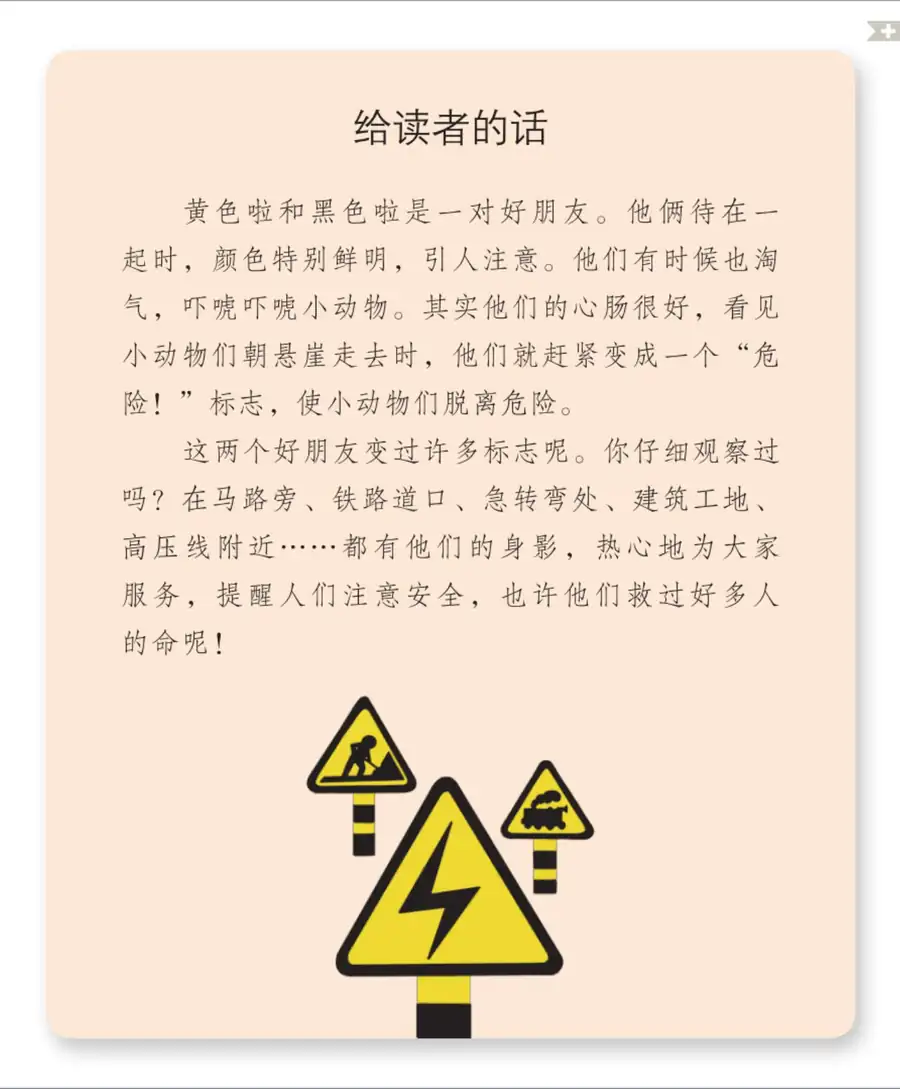 给读者的话
黄色啦和黑色啦是一对好朋友。他俩待在一
起时，颜色特别鲜明，引人注意。他们有时候也淘
气，吓唬吓唬小动物。其实他们的心肠很好，看见
小动物们朝悬崖走去时，他们就赶紧变成一个“危
险！”标志，使小动物们脱离危险。
这两个好朋友变过许多标志呢。你仔细观察过
吗？在马路旁、铁路道口、急转弯处、建筑工地、
高压线附近……都有他们的身影，热心地为大家
服务，提醒人们注意安全，也许他们救过好多人
的命呢！